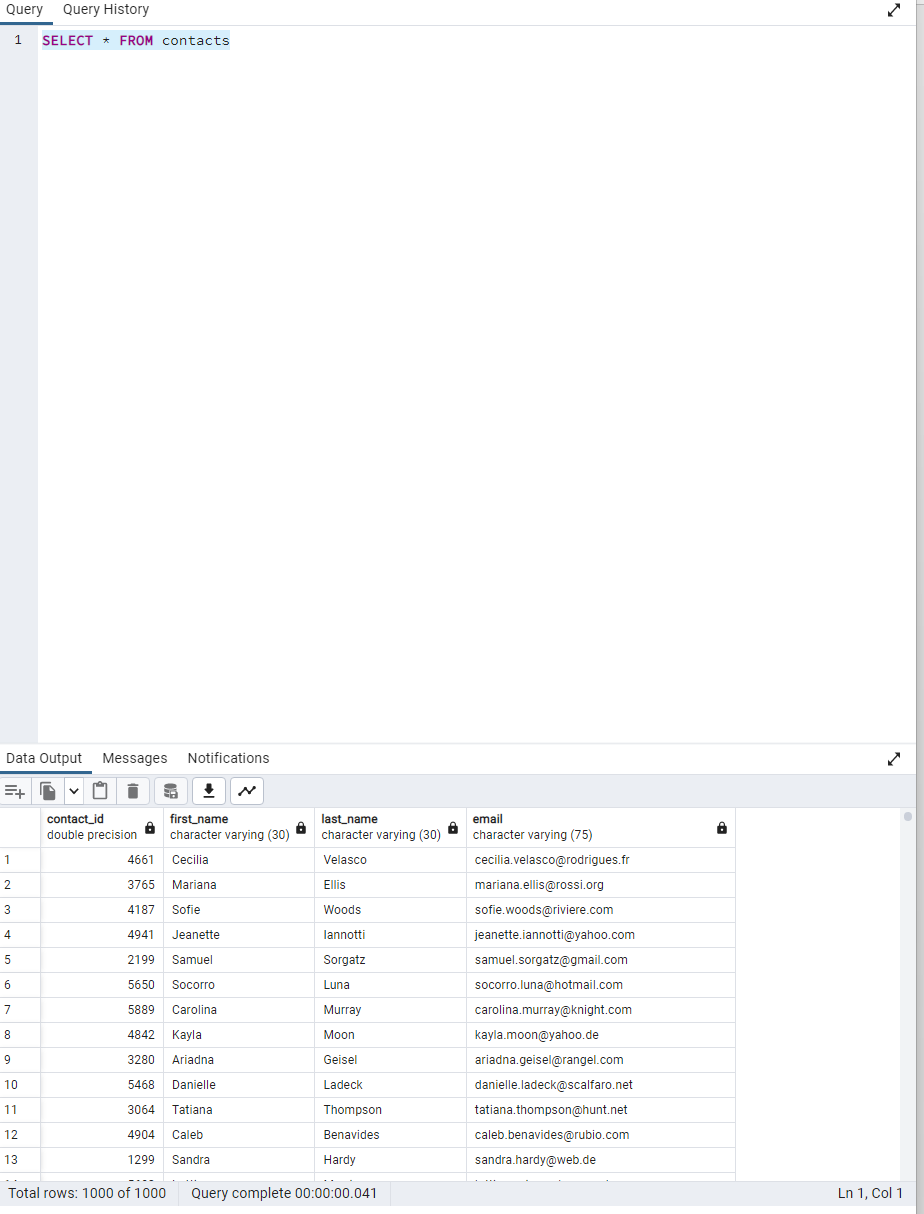 Query Query History
1 SELECT * FROM contacts
Data Output Messages Notifications
contact_id first_name last_name email
double precision character varying (30) character varying (30) character varying (75)
1 4661 Cecilia Velasco cecilia.velasco@rodrigues.fr
2 3765 Mariana Ellis mariana.ellis@rossi.org
3 4187 Sofie Woods sofie.woods@riviere.com
4 4941 Jeanette Iannotti jeanette.iannotti@yahoo.com
5 2199 Samuel Sorgatz samuel.sorgatz@gmail.com
6 5650 Socorro Luna socorro.luna@hotmail.com
7 5889 Carolina Murray carolina.murray@knight.com
8 4842 Kayla Moon kayla.moon@yahoo.de
9 3280 Ariadna Geisel ariadna.geisel@rangel.com
10 5468 Danielle Ladeck danielle.ladeck@scalfaro.net
11 3064 Tatiana Thompson tatiana.thompson@hunt.net
12 4904 Caleb Benavides caleb.benavides@rubio.com
13 1299 Sandra Hardy sandra.hardy@web.de
Total rows: 1000 of 1000 Query complete 00:00:00.041 Ln 1, Col 1